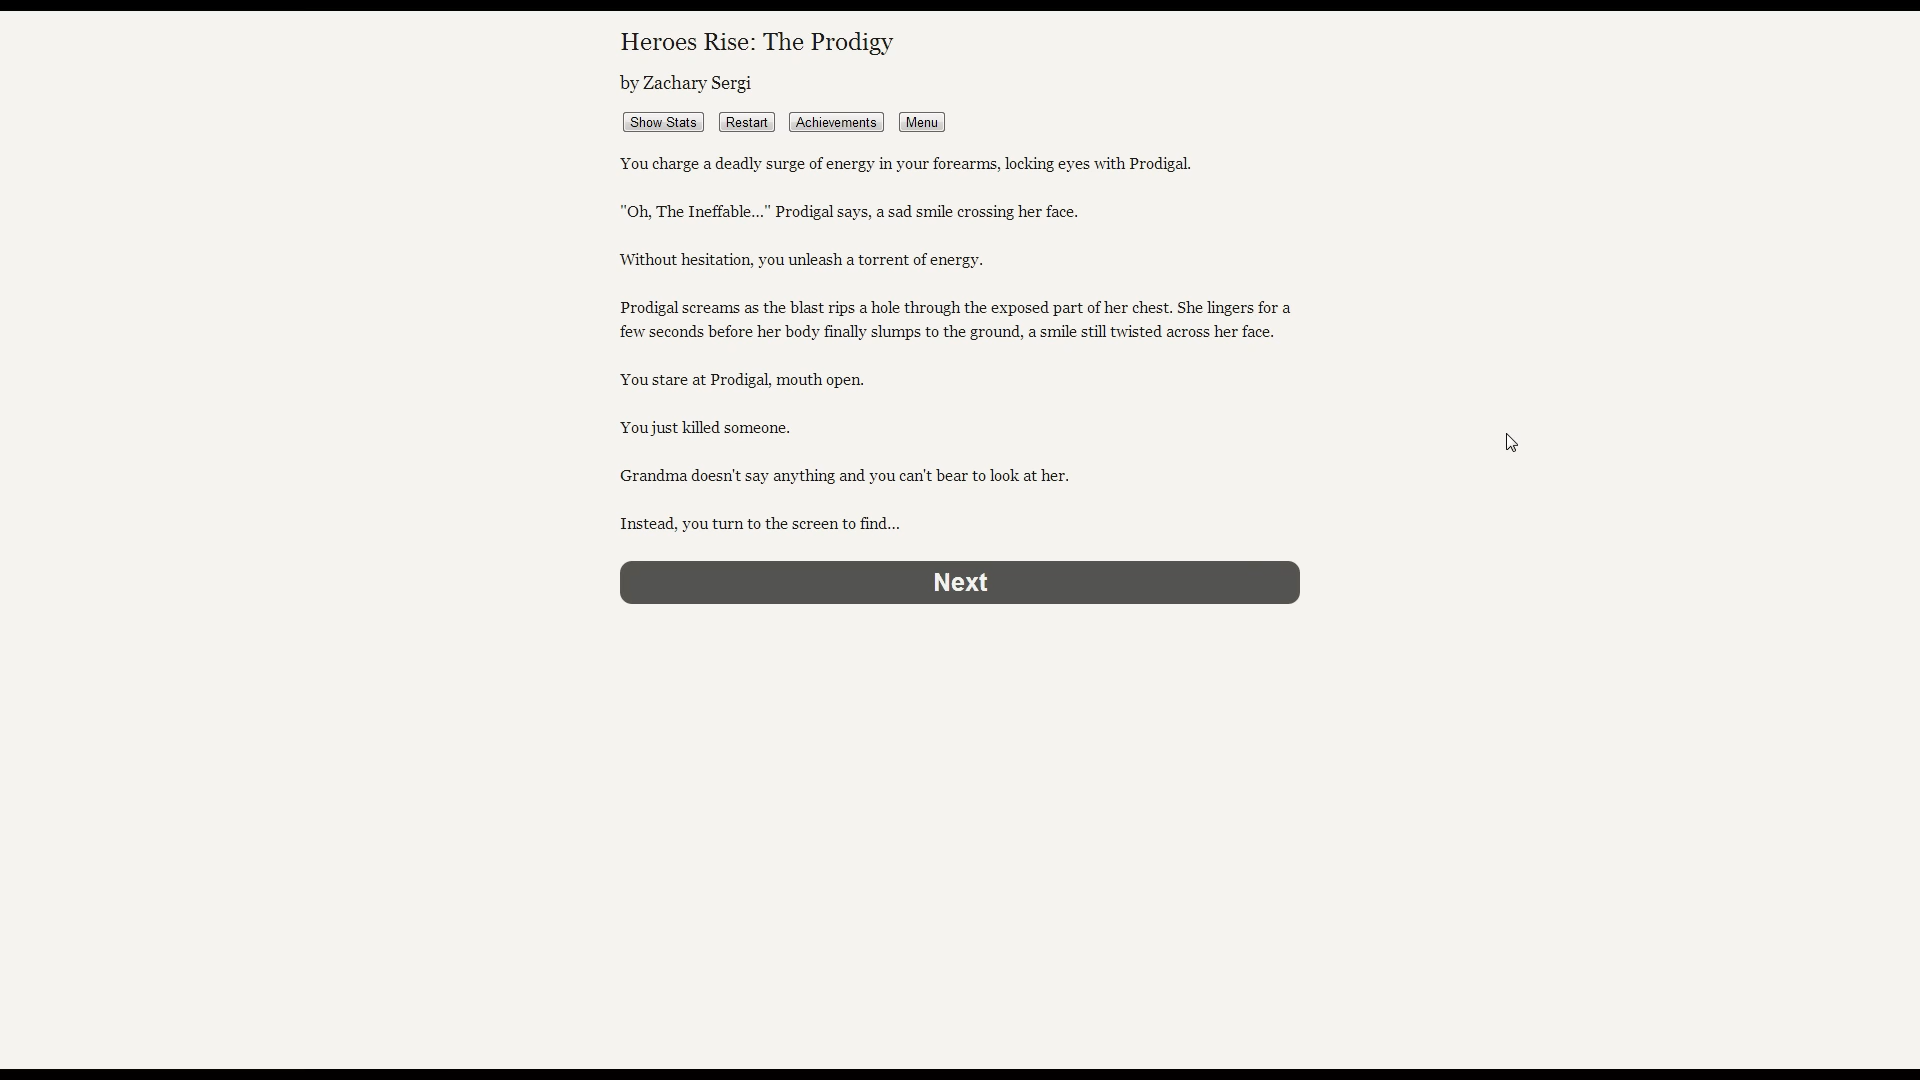 Heroes Rise: The Prodigy
by Zachary Sergi
Show Stats Restart Achievements Menu
You charge a deadly surge of energy in your forearms, locking eyes with Prodigal.
"Oh, The Ineffable..." Prodigal says, a sad smile crossing her face.
Without hesitation, you unleash a torrent of energy.
Prodigal screams as the blast rips a hole through the exposed part of her chest. She lingers for a
few seconds before her body finally slumps to the ground, a smile still twisted across her face.
You stare at Prodigal, mouth open.
You just killed someone.
Grandma doesn't say anything and you can't bear to look at her.
Instead, you turn to the screen to find...
Next